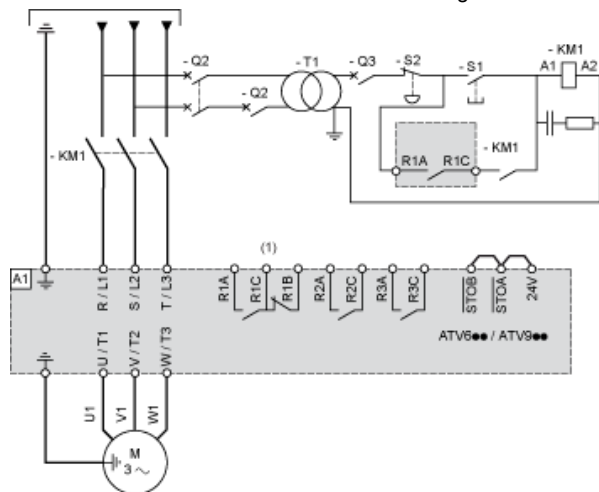 - Q2
- T1
- Q3
- S2
- S1
- KM1
A1 A2
- Q2
- KM1
R1A R1C
- KM1
(1)
A1
R / L1
S / L2
T / L3
R1A
R1C
R1B
R2A
R2C
R3A
R3C
STOB
STOA
24V
ATV6●● / ATV9●●
U / T1
V / T2
W / T3
U1
V1
W1
M
3 ~